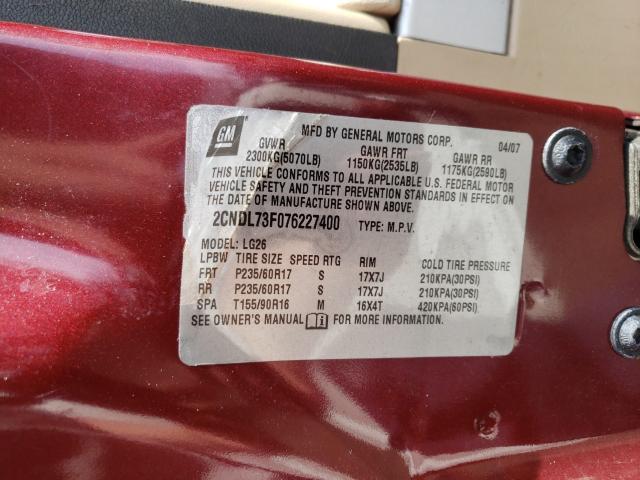 GM
MFD BY GENERAL MOTORS CORP. 04/07
GVWR GAWR FRT GAWR RR
2300KG(5070LB) 1150KG(2535LB) 1175KG(2590LB)
THIS VEHICLE CONFORMS TO ALL APPLICABLE U.S. FEDERAL MOTOR
VEHICLE SAFETY AND THEFT PREVENTION STANDARDS IN EFFECT ON
THE DATE OF MANUFACTURE SHOWN ABOVE.
2CNDL73F076227400 TYPE: M.P.V.
MODEL: LG26
LPBW TIRE SIZE SPEED RTG RIM COLD TIRE PRESSURE
FRT P235/60R17 S 17X7J 210KPA(30PSI)
RR P235/60R17 S 17X7J 210KPA(30PSI)
SPA T155/90R16 M 16X4T 420KPA(60PSI)
SEE OWNER'S MANUAL FOR MORE INFORMATION.